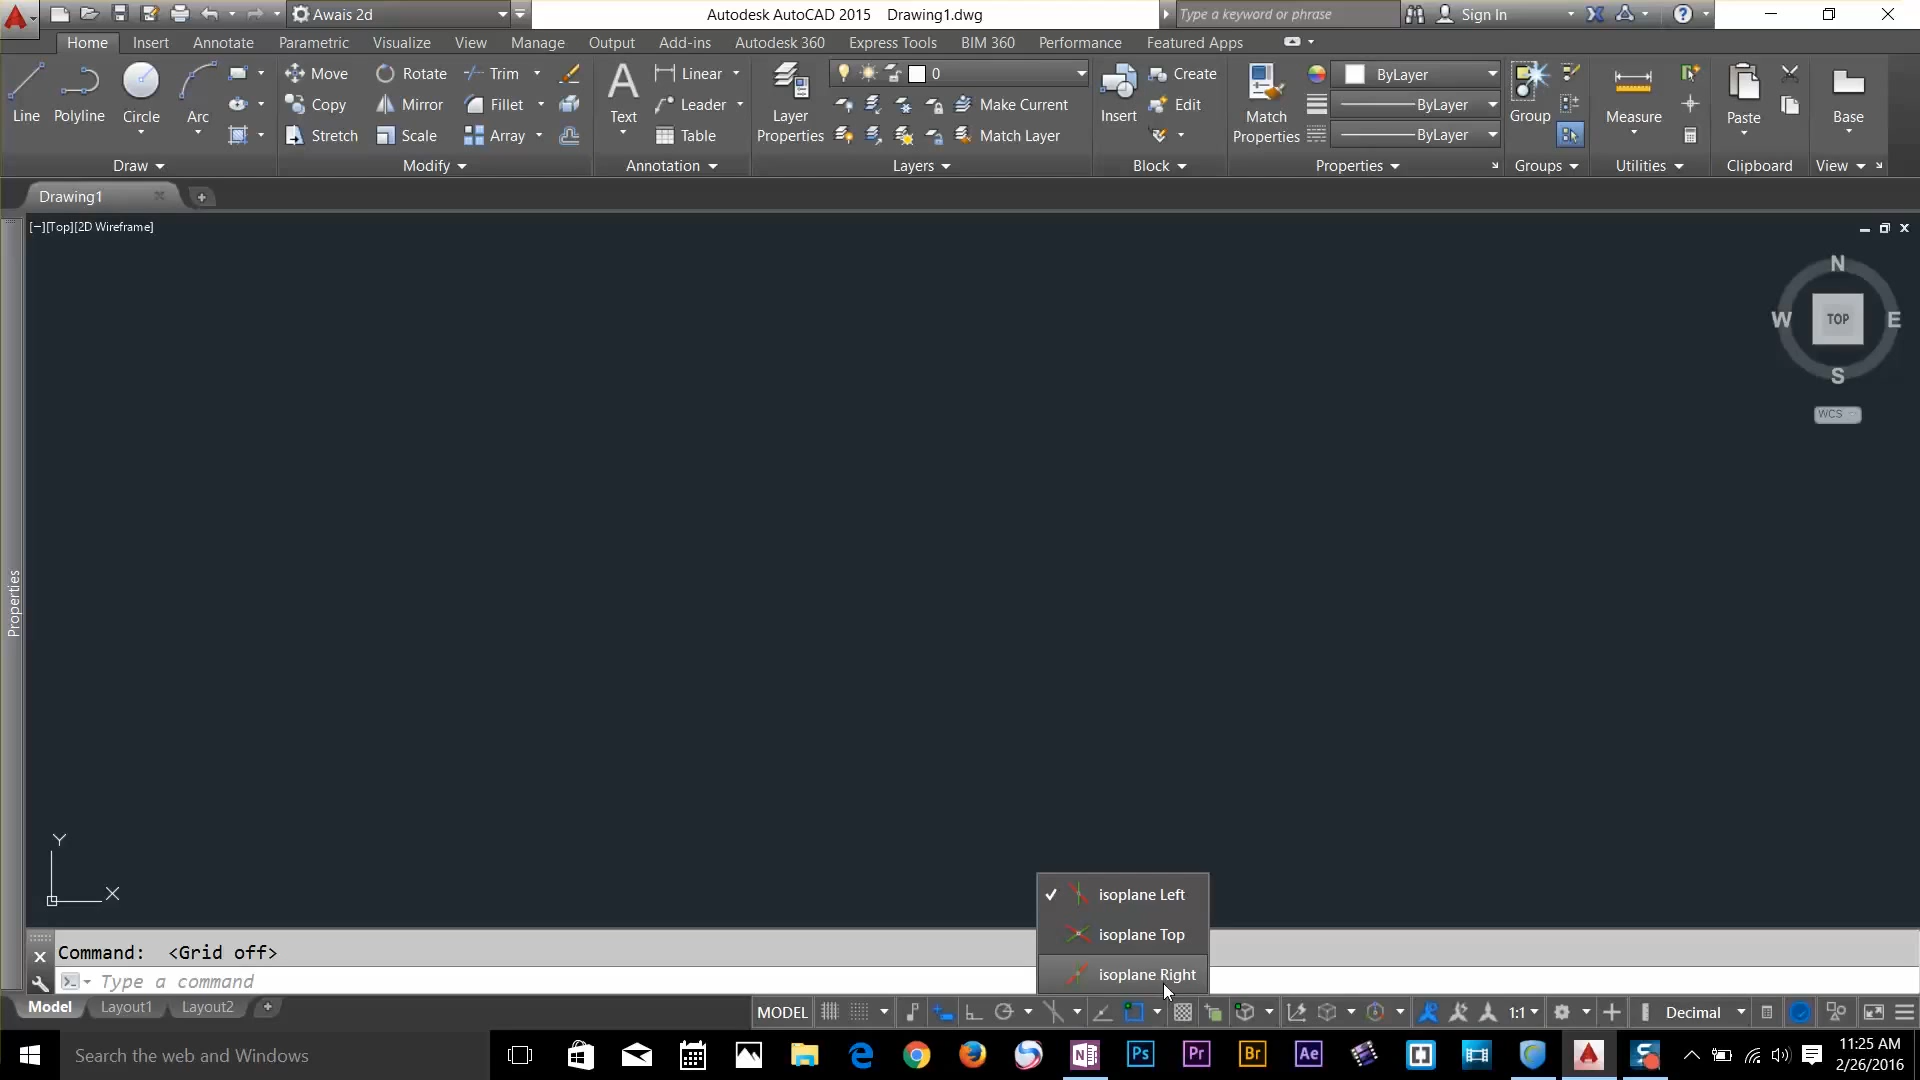 Awais 2d
Autodesk AutoCAD 2015 Drawing1.dwg
Type a keyword or phrase
Sign In
Home Insert Annotate Parametric Visualize View Manage Output Add-ins Autodesk 360 Express Tools BIM 360 Performance Featured Apps
Line
Polyline
Circle
Arc
Draw
Move Rotate Trim
Copy Mirror Fillet
Stretch Scale Array
Modify
Text
Linear
Leader
Table
Annotation
Layer
Properties
0
Make Current
Match Layer
Layers
Insert
Create
Edit
Block
Match
Properties
ByLayer
ByLayer
ByLayer
Properties
Group
Groups
Measure
Utilities
Paste
Clipboard
Base
View
Drawing1
[−][Top][2D Wireframe]
N
W TOP E
S
WCS
Properties
Y
X
isoplane Left
isoplane Top
isoplane Right
Command: <Grid off>
Type a command
Model Layout1 Layout2
MODEL
1:1
Decimal
Search the web and Windows
N
Ps
Pr
Br
Ae
S
11:25 AM
2/26/2016